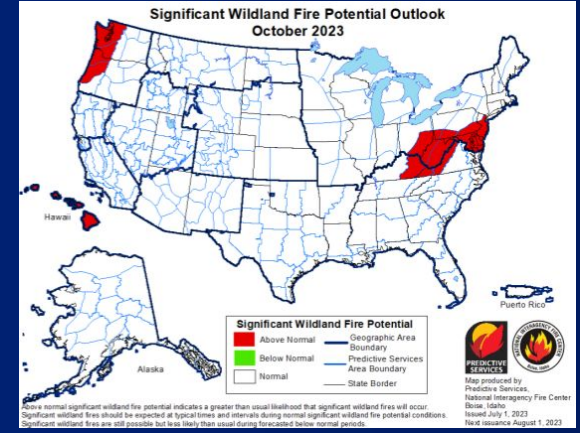 Significant Wildland Fire Potential Outlook
October 2023
Hawaii
Alaska
Puerto Rico
Significant Wildland Fire Potential
Above Normal
Below Normal
Normal
Geographic Area
Boundary
Predictive Services
Area Boundary
State Border
PREDICTIVE
SERVICES
NATIONAL INTERAGENCY FIRE CENTER
Map produced by
Predictive Services,
National Interagency Fire Center
Boise, Idaho
Issued July 1, 2023
Next issuance August 1, 2023
Above normal significant wildland fire potential indicates a greater than usual likelihood that significant wildland fires will occur.
Significant wildland fires should be expected at typical times and intervals during normal significant wildland fire potential conditions.
Significant wildland fires are still possible but less likely than usual during forecasted below normal periods.